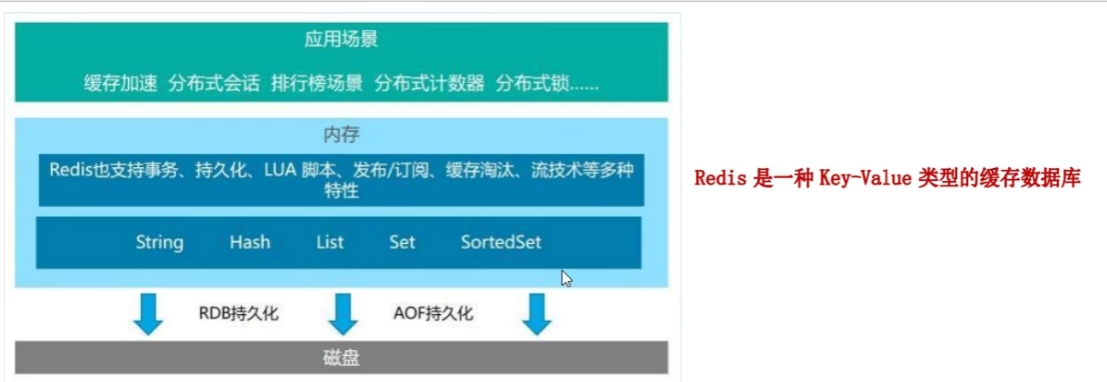 应用场景
缓存加速 分布式会话 排行榜场景 分布式计数器 分布式锁......
内存
Redis也支持事务、持久化、LUA 脚本、发布/订阅、缓存淘汰、流技术等多种
特性
String Hash List Set SortedSet
RDB持久化 AOF持久化
磁盘
Redis 是一种 Key-Value 类型的缓存数据库